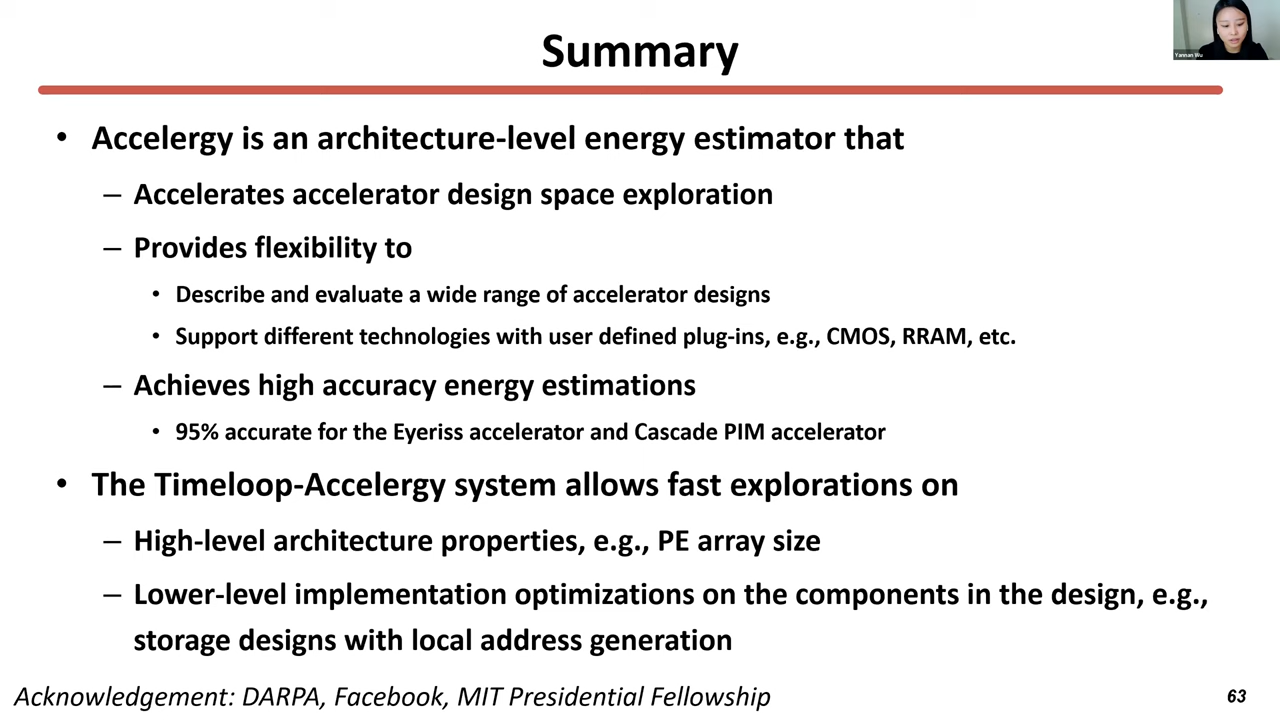 Summary
Yannan Wu
• Accelergy is an architecture-level energy estimator that
– Accelerates accelerator design space exploration
– Provides flexibility to
• Describe and evaluate a wide range of accelerator designs
• Support different technologies with user defined plug-ins, e.g., CMOS, RRAM, etc.
– Achieves high accuracy energy estimations
• 95% accurate for the Eyeriss accelerator and Cascade PIM accelerator
• The Timeloop-Accelergy system allows fast explorations on
– High-level architecture properties, e.g., PE array size
– Lower-level implementation optimizations on the components in the design, e.g.,
storage designs with local address generation
Acknowledgement: DARPA, Facebook, MIT Presidential Fellowship
63